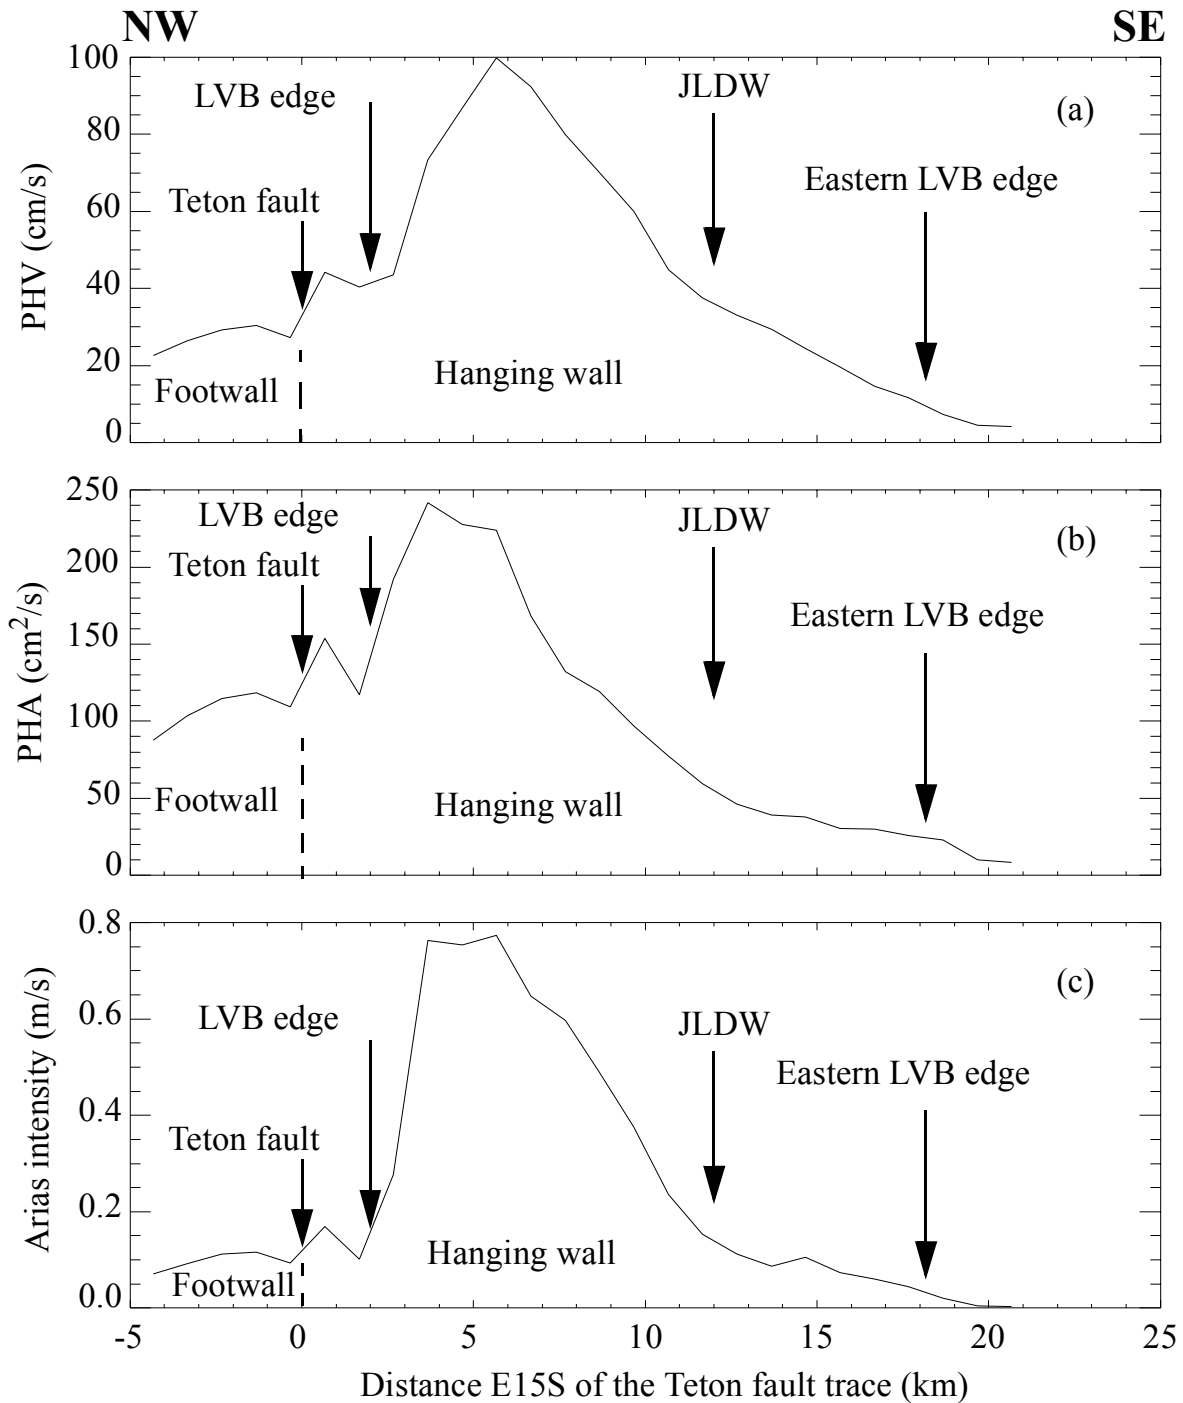 NW SE
100
80
60
40
20
0
PHV (cm/s)
LVB edge
JLDW
(a)
Teton fault
Eastern LVB edge
Footwall
Hanging wall
250
200
150
100
50
0
PHA (cm²/s)
LVB edge
JLDW
(b)
Teton fault
Eastern LVB edge
Footwall
Hanging wall
0.8
0.6
0.4
0.2
0.0
Arias intensity (m/s)
(c)
LVB edge
JLDW
Eastern LVB edge
Teton fault
Hanging wall
Footwall
-5 0 5 10 15 20 25
Distance E15S of the Teton fault trace (km)